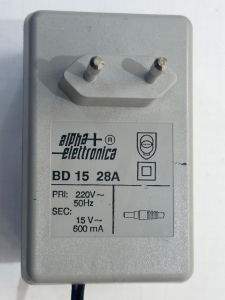 alpha+ ®
elettronica
BD 15 28A
PRI: 220V~
50Hz
SEC:
15 V~
600 mA